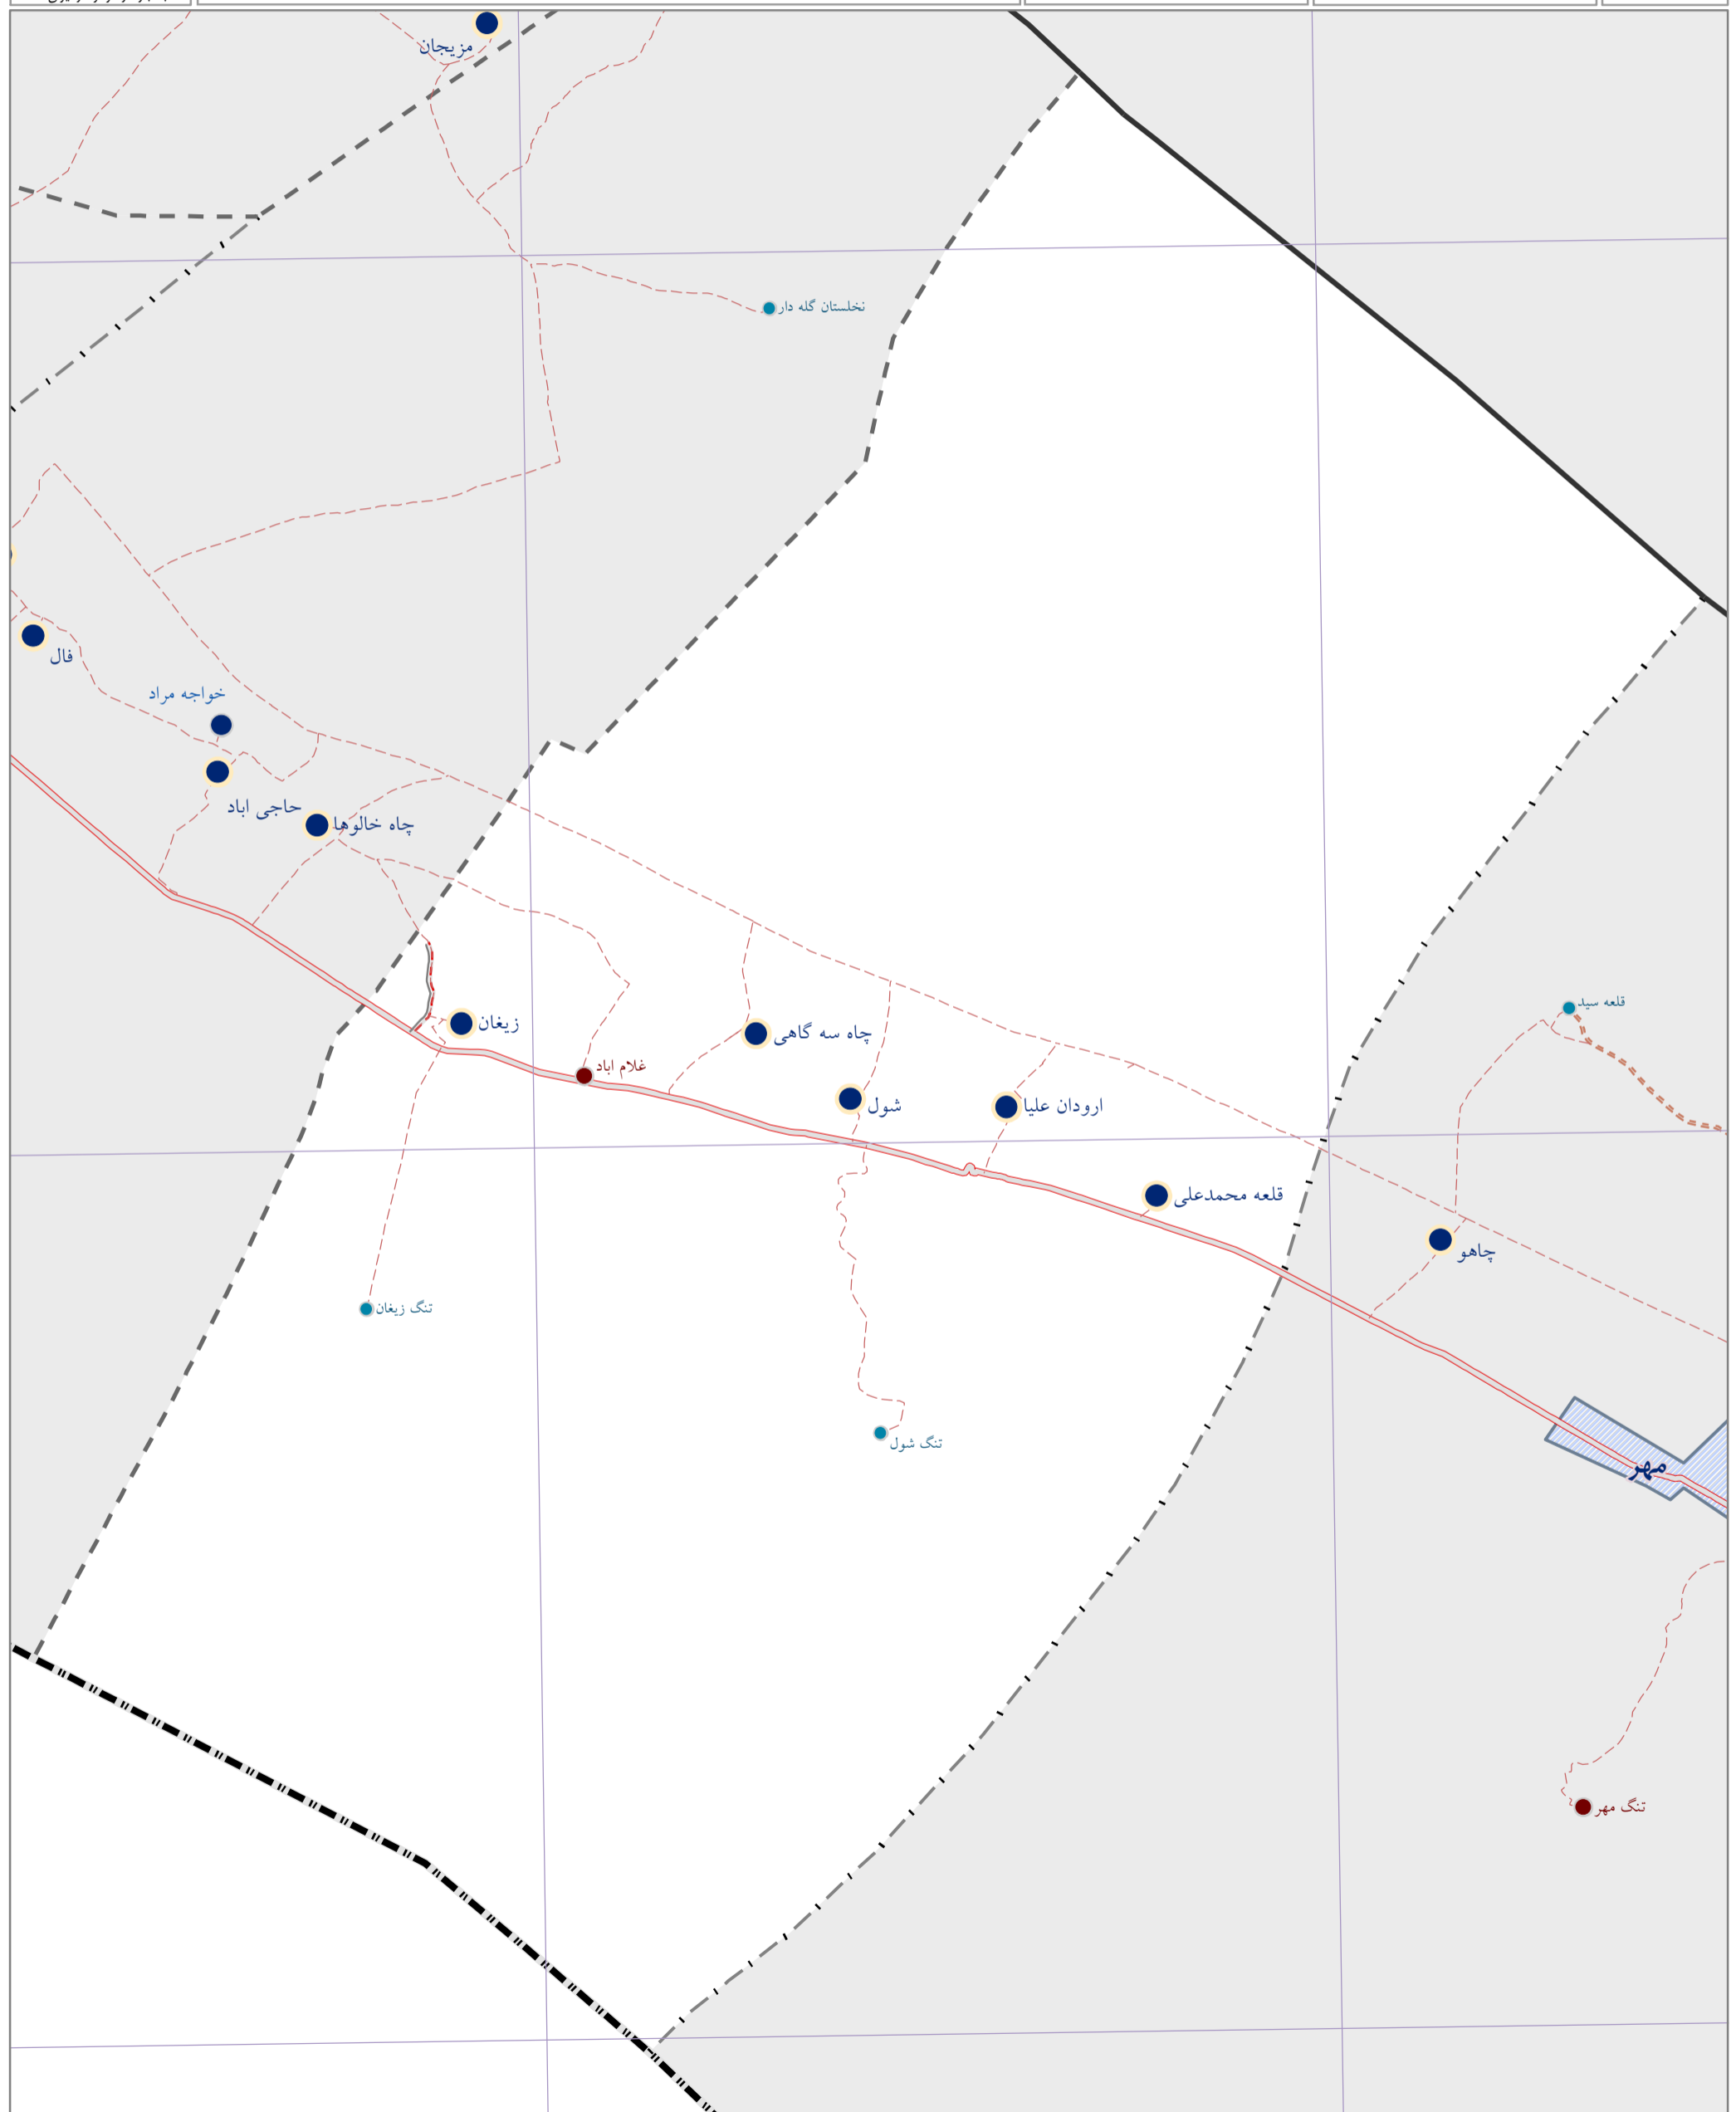 مزیجان
نخلستان گله دار
فال
خواجه مراد
حاجی اباد
چاه خالوها
قلعه سید
زیغان
چاه سه گاهی
غلام اباد
شول
ارودان علیا
قلعه محمدعلی
چاهو
تنگ زیغان
تنگ شول
مهر
تنگ مهر